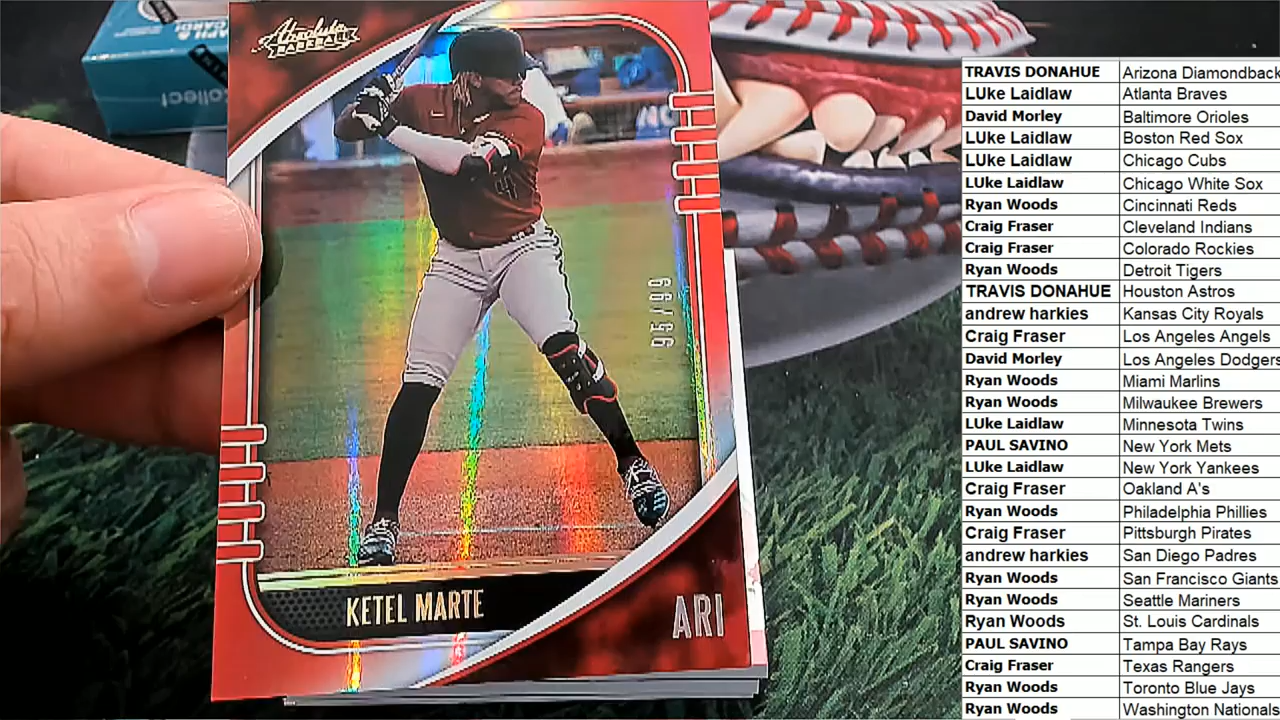 Absolute
BASEBALL
95/99
KETEL MARTE
ARI
TRAVIS DONAHUE Arizona Diamondback
LUke Laidlaw Atlanta Braves
David Morley Baltimore Orioles
LUke Laidlaw Boston Red Sox
LUke Laidlaw Chicago Cubs
LUke Laidlaw Chicago White Sox
Ryan Woods Cincinnati Reds
Craig Fraser Cleveland Indians
Craig Fraser Colorado Rockies
Ryan Woods Detroit Tigers
TRAVIS DONAHUE Houston Astros
andrew harkies Kansas City Royals
Craig Fraser Los Angeles Angels
David Morley Los Angeles Dodgers
Ryan Woods Miami Marlins
Ryan Woods Milwaukee Brewers
LUke Laidlaw Minnesota Twins
PAUL SAVINO New York Mets
LUke Laidlaw New York Yankees
Craig Fraser Oakland A's
Ryan Woods Philadelphia Phillies
Craig Fraser Pittsburgh Pirates
andrew harkies San Diego Padres
Ryan Woods San Francisco Giants
Ryan Woods Seattle Mariners
Ryan Woods St. Louis Cardinals
PAUL SAVINO Tampa Bay Rays
Craig Fraser Texas Rangers
Ryan Woods Toronto Blue Jays
Ryan Woods Washington Nationals